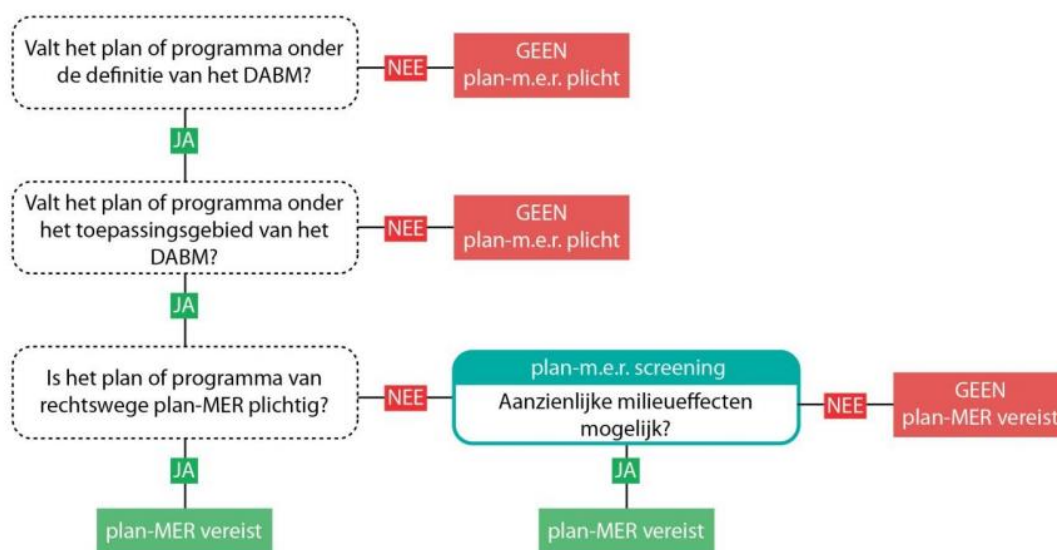 Valt het plan of programma onder
de definitie van het DABM?
NEE
GEEN
plan-m.e.r. plicht
JA
Valt het plan of programma onder
het toepassingsgebied van het
DABM?
NEE
GEEN
plan-m.e.r. plicht
JA
Is het plan of programma van
rechtswege plan-MER plichtig?
NEE
plan-m.e.r. screening
Aanzienlijke milieueffecten
mogelijk?
NEE
GEEN
plan-MER vereist
JA
JA
plan-MER vereist
plan-MER vereist